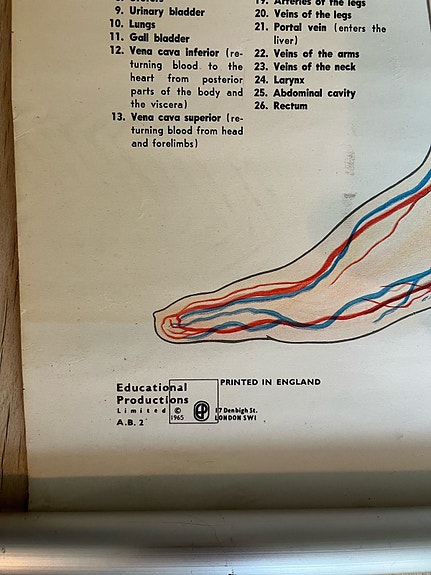 9. Urinary bladder
10. Lungs
11. Gall bladder
12. Vena cava inferior (re-
turning blood to the
heart from posterior
parts of the body and
the viscera)
13. Vena cava superior (re-
turning blood from head
and forelimbs)
19. Arteries of the legs
20. Veins of the legs
21. Portal vein (enters the
liver)
22. Veins of the arms
23. Veins of the neck
24. Larynx
25. Abdominal cavity
26. Rectum
Educational
Productions
Limited ©
1965
A.B. 2
EP
PRINTED IN ENGLAND
17 Denbigh St.
LONDON SW1